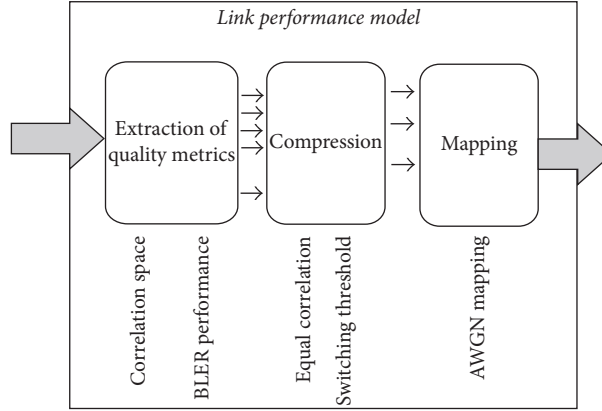 Link performance model
Extraction of
quality metrics
Compression
Mapping
Correlation space
BLER performance
Equal correlation
Switching threshold
AWGN mapping